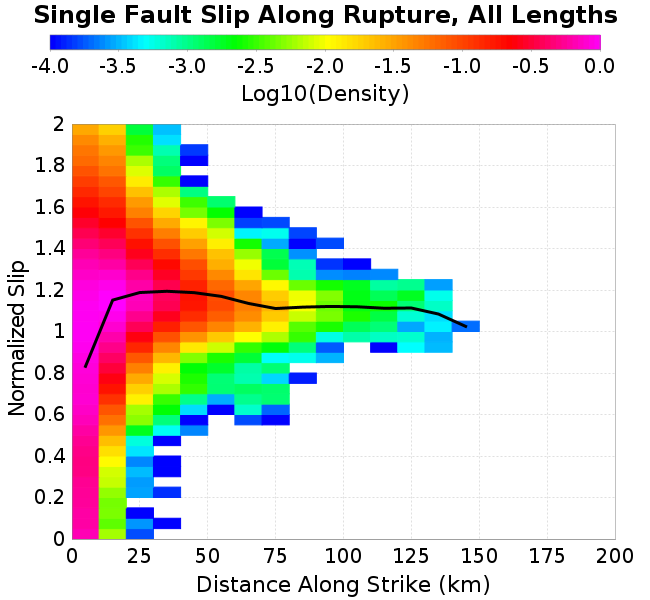 Single Fault Slip Along Rupture, All Lengths
-4.0 -3.5 -3.0 -2.5 -2.0 -1.5 -1.0 -0.5 0.0
Log10(Density)
2
1.8
1.6
1.4
1.2
1
0.8
0.6
0.4
0.2
0
Normalized Slip
0 25 50 75 100 125 150 175 200
Distance Along Strike (km)